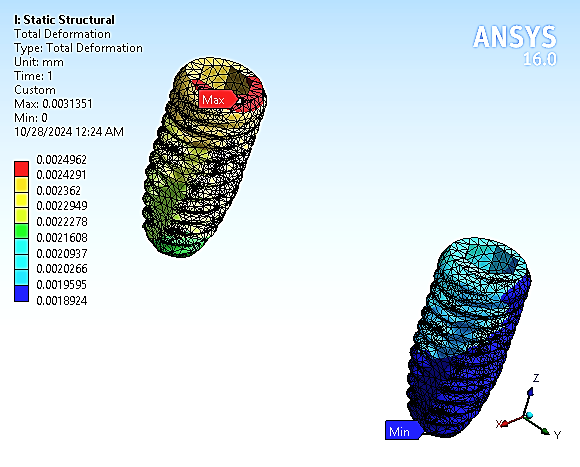 I: Static Structural
Total Deformation
Type: Total Deformation
Unit: mm
Time: 1
Custom
Max: 0.0031351
Min: 0
10/28/2024 12:24 AM
ANSYS
16.0
0.0024962
0.0024291
0.002362
0.0022949
0.0022278
0.0021608
0.0020937
0.0020266
0.0019595
0.0018924
Max
Min
Z
X
Y